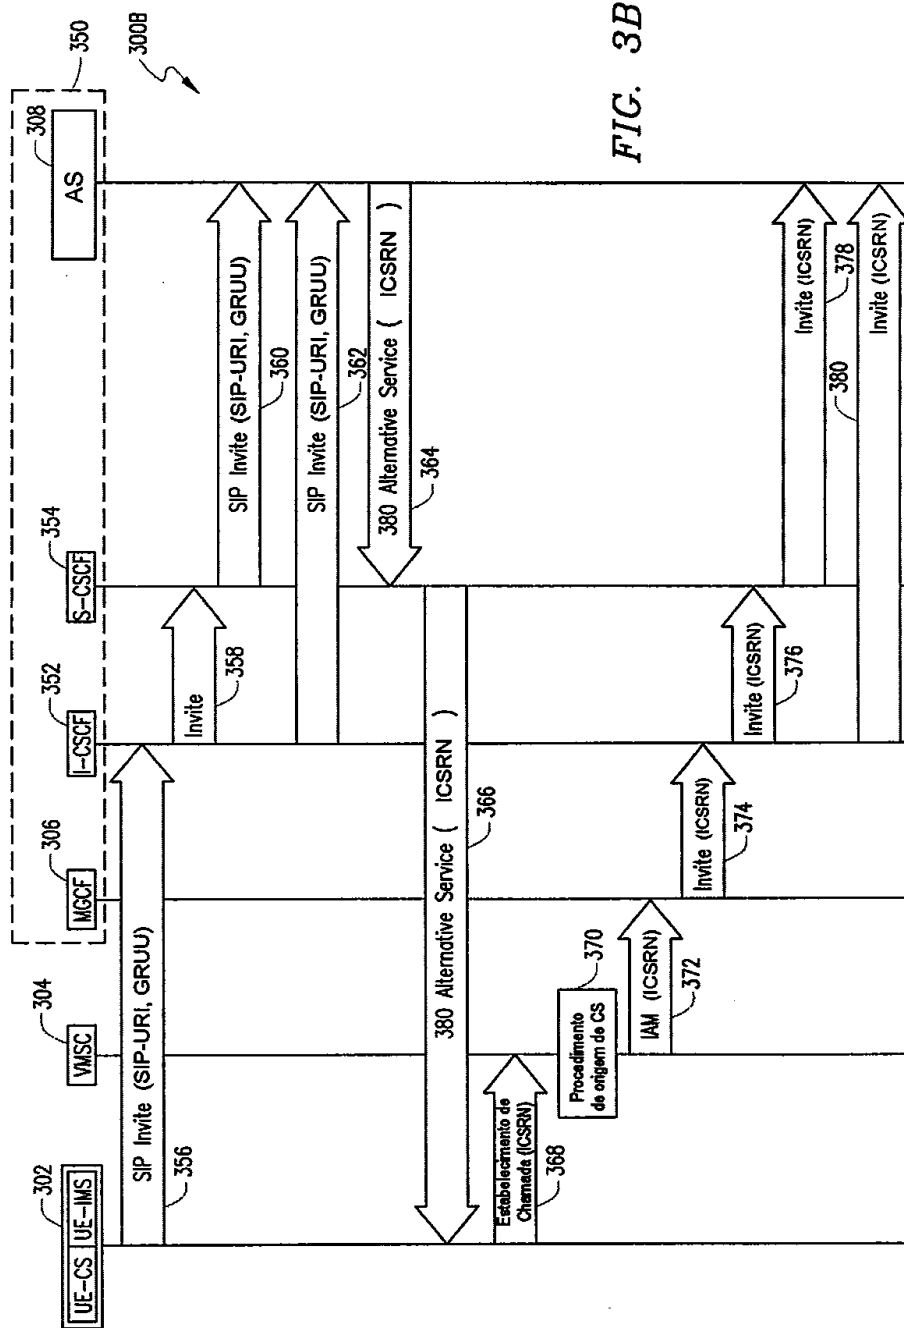 350
308
AS
300B
FIG. 3B
354
S-CSCF
352
I-CSCF
306
MGCF
304
VMSC
302
UE-CS
UE-IMS
SIP Invite (SIP-URI, GRUU)
356
Invite
358
SIP Invite (SIP-URI, GRUU)
360
SIP Invite (SIP-URI, GRUU)
362
380 Alternative Service ( ICSRN )
364
380 Alternative Service ( ICSRN )
366
Estabelecimento de
Chamada (ICSRN)
368
Procedimento
de origem de CS
370
IAM (ICSRN)
372
Invite (ICSRN)
374
Invite (ICSRN)
376
Invite (ICSRN)
378
380
Invite (ICSRN)